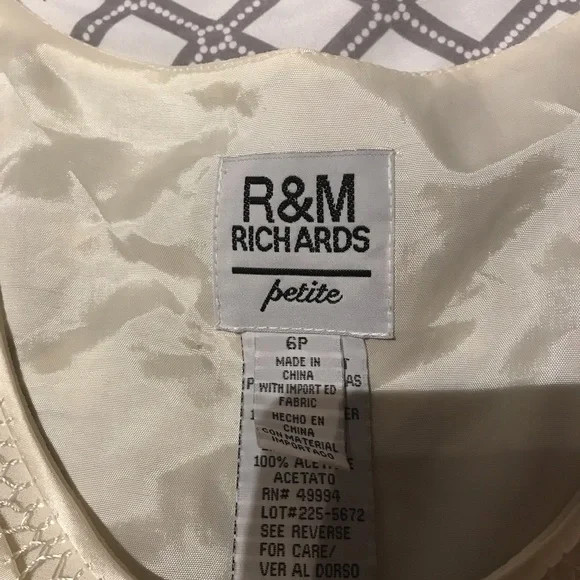 R&M
RICHARDS
petite
6P
MADE IN
CHINA
WITH IMPORTED
FABRIC
HECHO EN
CHINA
CON MATERIAL
IMPORTADO
100%
ACETATO
RN# 49994
LOT#225-5672
SEE REVERSE
FOR CARE/
VER AL DORSO